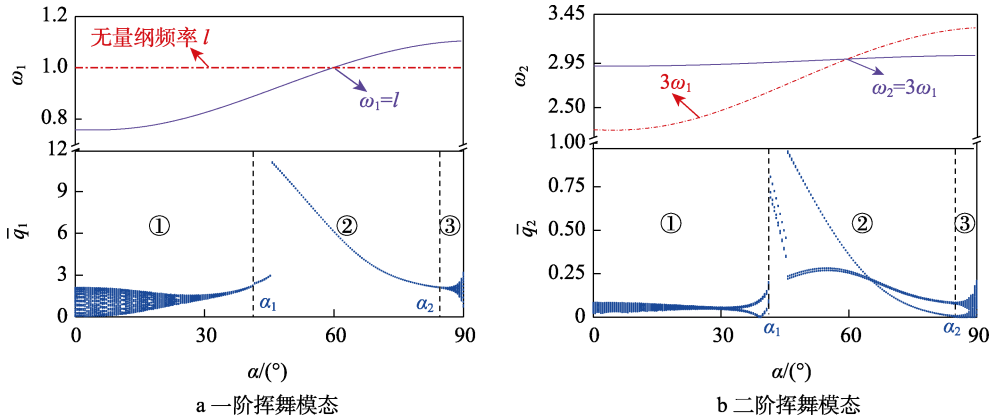 1.2
无量纲频率 l
1.0
ω₁
ω₁=l
0.8
12
9
q̅₁
6
①
②
③
3
α₁
α₂
0
0
30
60
90
α/(°)
a 一阶挥舞模态
3.45
2.95
ω₂
3ω₁
ω₂=3ω₁
2.50
1.00
0.75
q̅₂
0.50
①
②
③
0.25
α₁
α₂
0
0
30
60
90
α/(°)
b 二阶挥舞模态